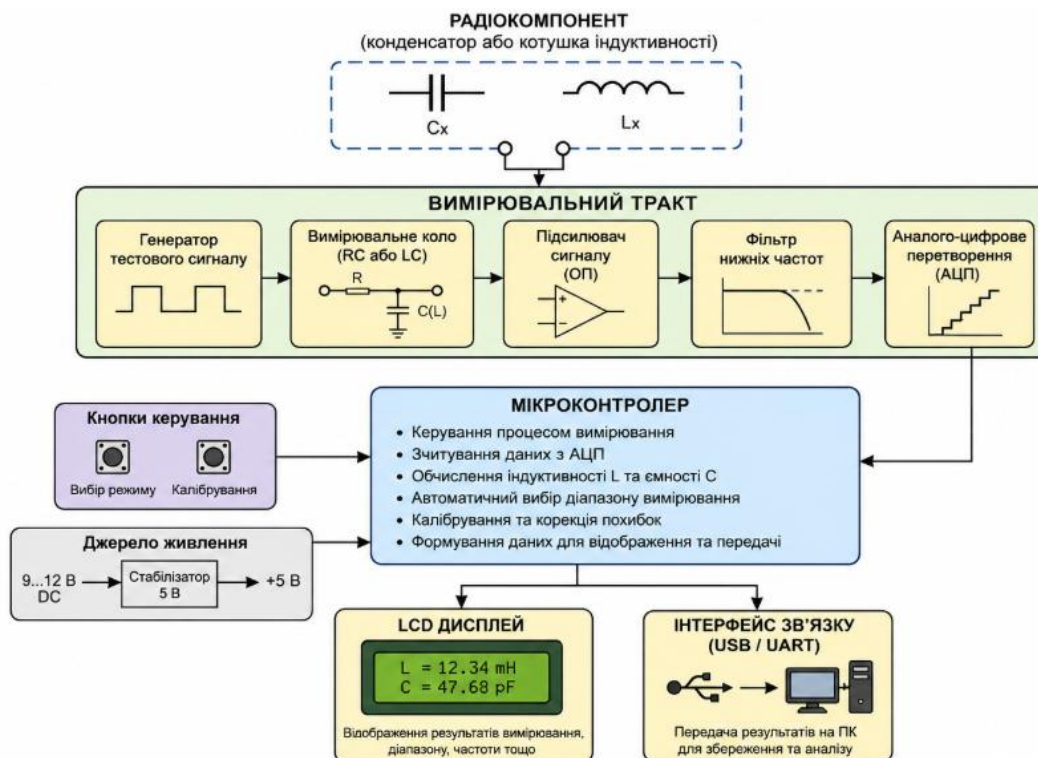 РАДІОКОМПОНЕНТ
(конденсатор або котушка індуктивності)
Cx
Lx
ВИМІРЮВАЛЬНИЙ ТРАКТ
Генератор
тестового сигналу
Вимірювальне коло
(RC або LC)
R
C(L)
Підсилювач
сигналу
(ОП)
+
−
Фільтр
нижніх частот
Аналого-цифрове
перетворення
(АЦП)
Кнопки керування
Вибір режиму
Калібрування
МІКРОКОНТРОЛЕР
• Керування процесом вимірювання
• Зчитування даних з АЦП
• Обчислення індуктивності L та ємності C
• Автоматичний вибір діапазону вимірювання
• Калібрування та корекція похибок
• Формування даних для відображення та передачі
Джерело живлення
9...12 В
DC
Стабілізатор
5 В
+5 В
LCD ДИСПЛЕЙ
L = 12.34 mH
C = 47.68 pF
Відображення результатів вимірювання,
діапазону, частоти тощо
ІНТЕРФЕЙС ЗВ'ЯЗКУ
(USB / UART)
Передача результатів на ПК
для збереження та аналізу